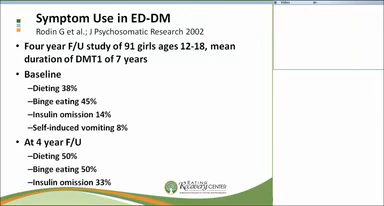 Symptom Use in ED-DM
Rodin G et al.; J Psychosomatic Research 2002
• Four year F/U study of 91 girls ages 12-18, mean
duration of DMT1 of 7 years
• Baseline
–Dieting 38%
–Binge eating 45%
–Insulin omission 14%
–Self-induced vomiting 8%
• At 4 year F/U
–Dieting 50%
–Binge eating 50%
–Insulin omission 33%
EATING
Recovery CENTER